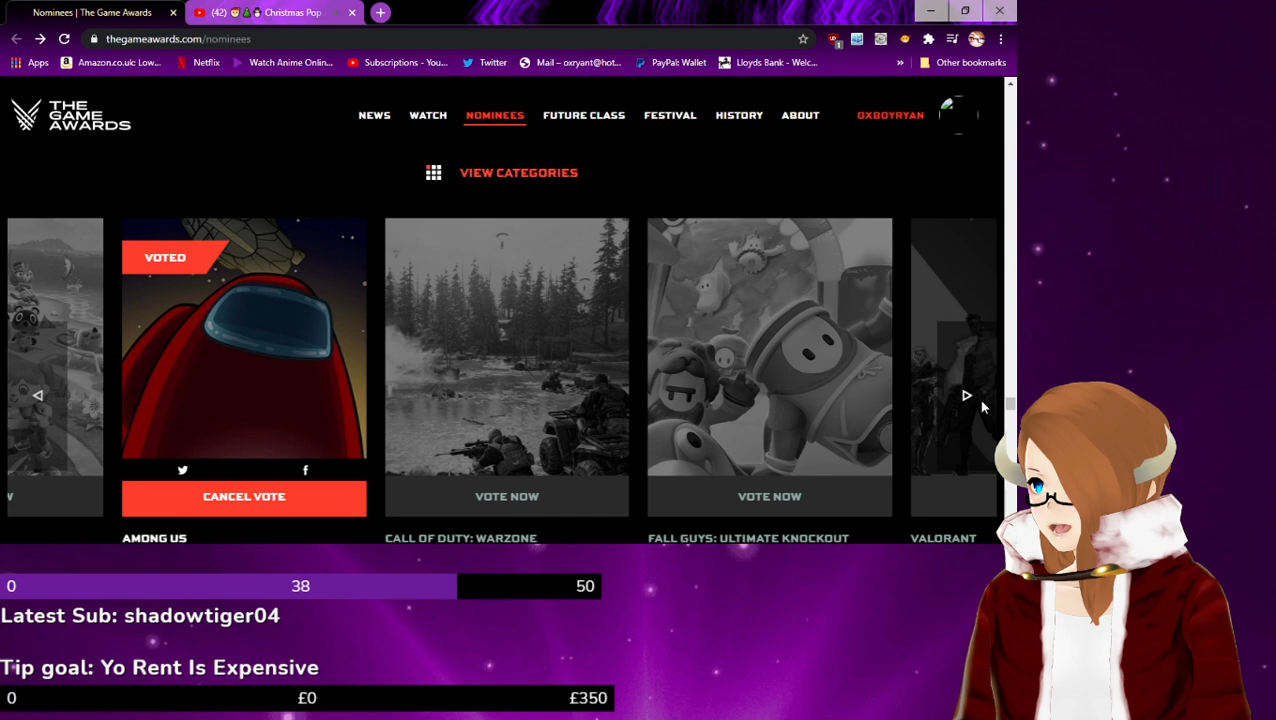 Nominees | The Game Awards
(42) Christmas Pop
thegameawards.com/nominees
1
Apps
Amazon.co.uk: Low...
Netflix
Watch Anime Onlin...
Subscriptions - You...
Twitter
Mail – oxryant@hot...
PayPal: Wallet
Lloyds Bank - Welc...
»
Other bookmarks
THE GAME AWARDS
NEWS
WATCH
NOMINEES
FUTURE CLASS
FESTIVAL
HISTORY
ABOUT
OXBOYRYAN
VIEW CATEGORIES
VOTED
W
CANCEL VOTE
VOTE NOW
VOTE NOW
AMONG US
CALL OF DUTY: WARZONE
FALL GUYS: ULTIMATE KNOCKOUT
VALORANT
0 38 50
Latest Sub: shadowtiger04
Tip goal: Yo Rent Is Expensive
0 £0 £350